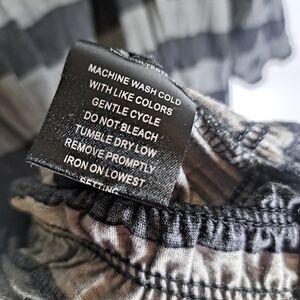 MACHINE WASH COLD
WITH LIKE COLORS
GENTLE CYCLE
DO NOT BLEACH
TUMBLE DRY LOW
REMOVE PROMPTLY
IRON ON LOWEST
SETTING